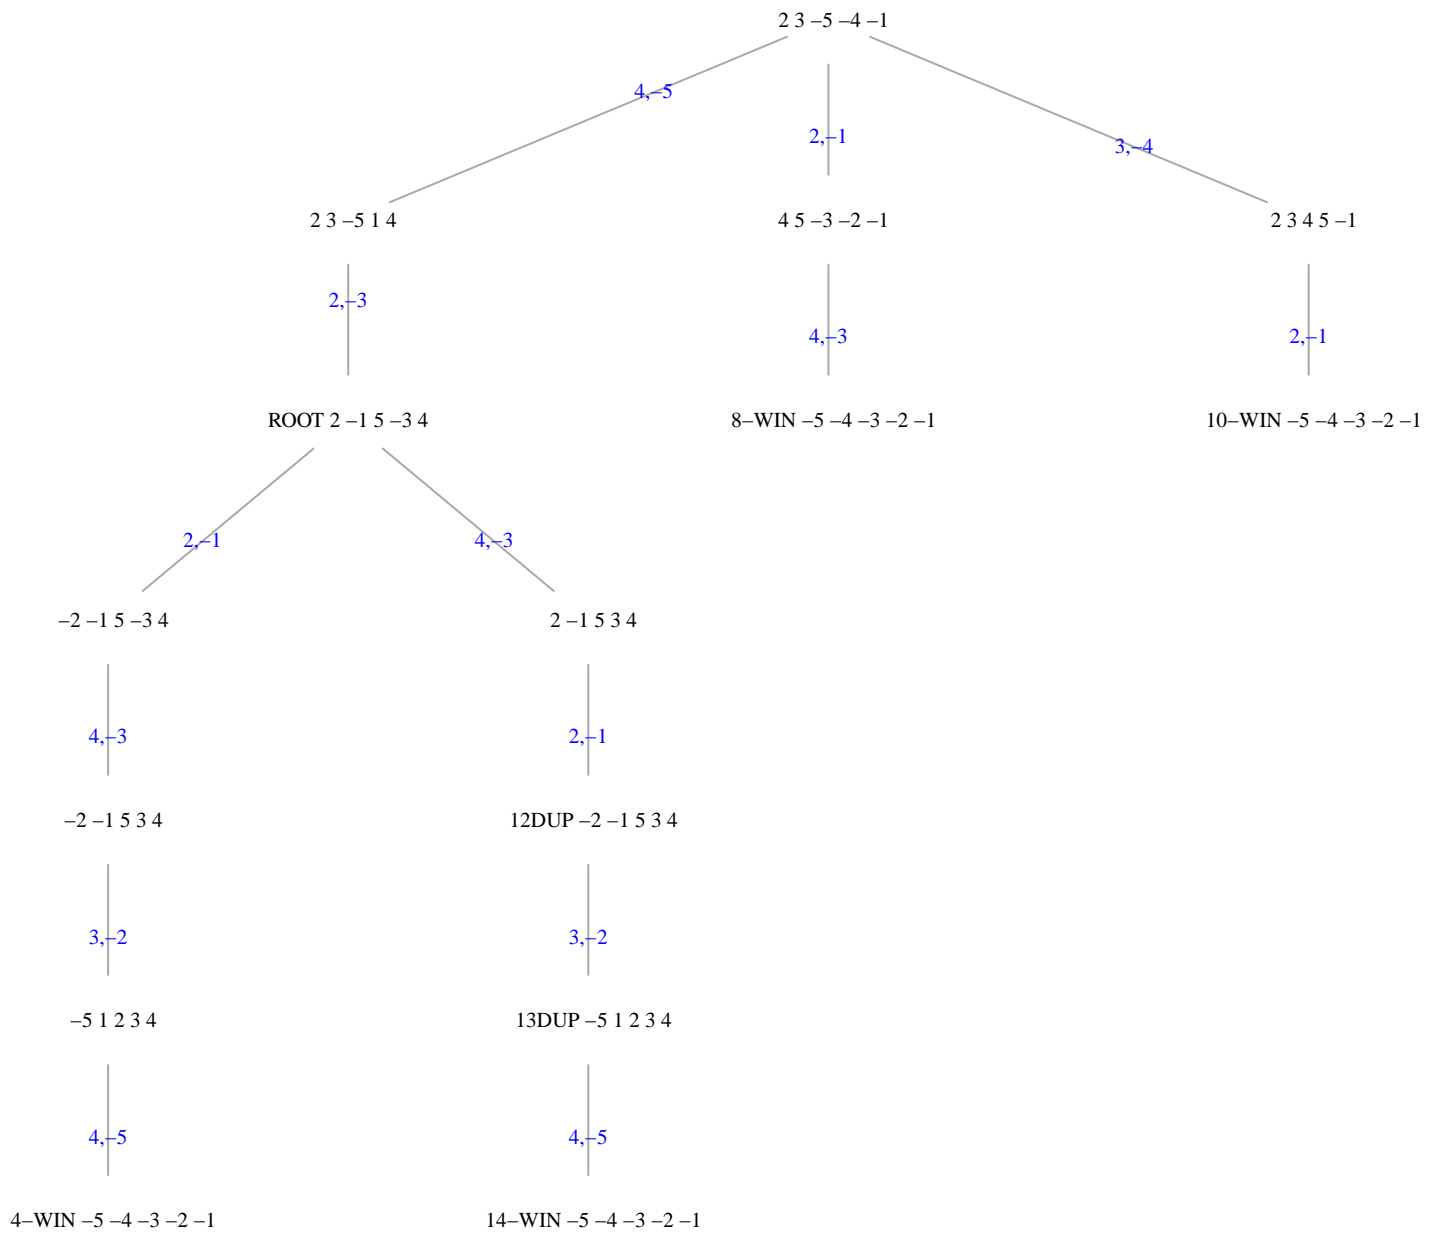 2 3 –5 –4 –1
4,–5
2,–1
3,–4
2 3 –5 1 4
4 5 –3 –2 –1
2 3 4 5 –1
2,–3
4,–3
2,–1
ROOT 2 –1 5 –3 4
8–WIN –5 –4 –3 –2 –1
10–WIN –5 –4 –3 –2 –1
2,–1
4,–3
–2 –1 5 –3 4
2 –1 5 3 4
4,–3
2,–1
–2 –1 5 3 4
12DUP –2 –1 5 3 4
3,–2
3,–2
–5 1 2 3 4
13DUP –5 1 2 3 4
4,–5
4,–5
4–WIN –5 –4 –3 –2 –1
14–WIN –5 –4 –3 –2 –1